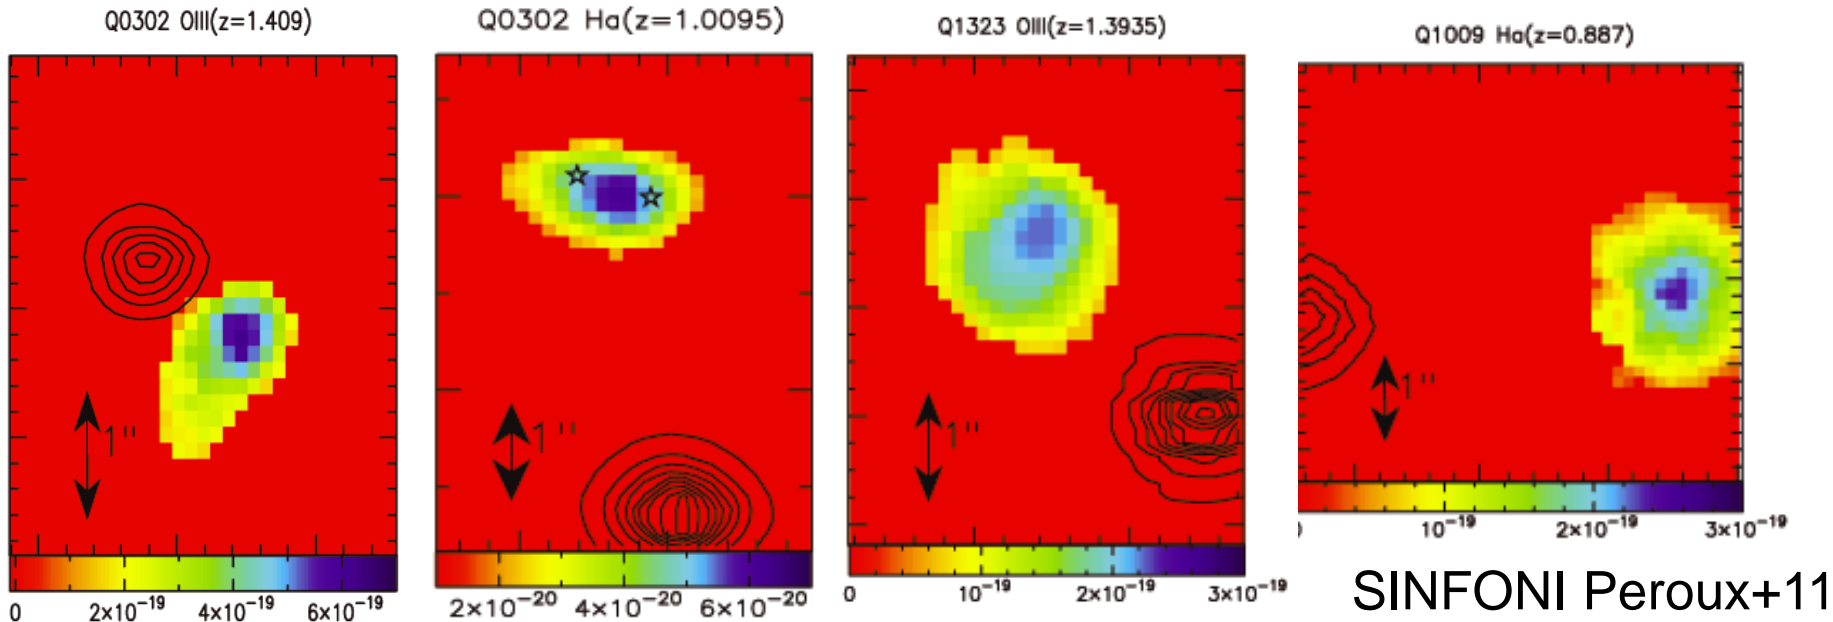 Q0302 OIII(z=1.409)
Q0302 Ha(z=1.0095)
Q1323 OIII(z=1.3935)
Q1009 Ha(z=0.887)
1"
1"
1"
1"
0 2×10⁻¹⁹ 4×10⁻¹⁹ 6×10⁻¹⁹
2×10⁻²⁰ 4×10⁻²⁰ 6×10⁻²⁰
0 10⁻¹⁹ 2×10⁻¹⁹ 3×10⁻¹⁹
10⁻¹⁹ 2×10⁻¹⁹ 3×10⁻¹⁹
SINFONI Peroux+11